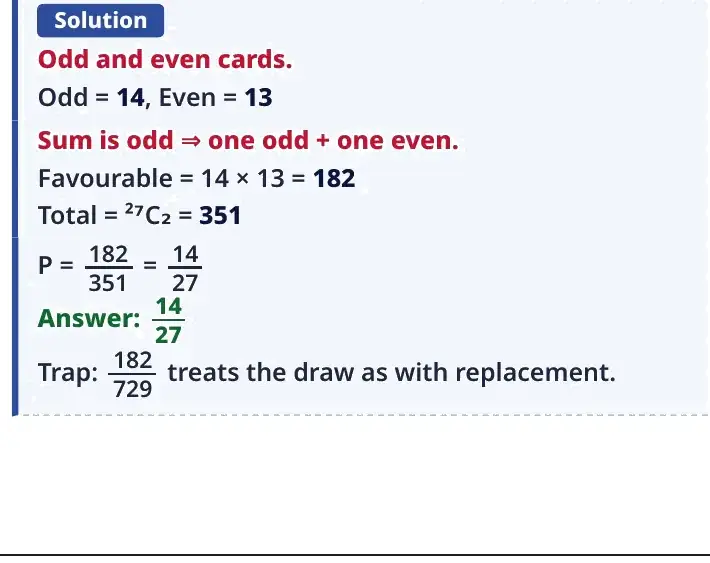 Solution
Odd and even cards.
Odd = 14, Even = 13
Sum is odd ⇒ one odd + one even.
Favourable = 14 × 13 = 182
Total = ²⁷C₂ = 351
P = 182/351 = 14/27
Answer: 14/27
Trap: 182/729 treats the draw as with replacement.